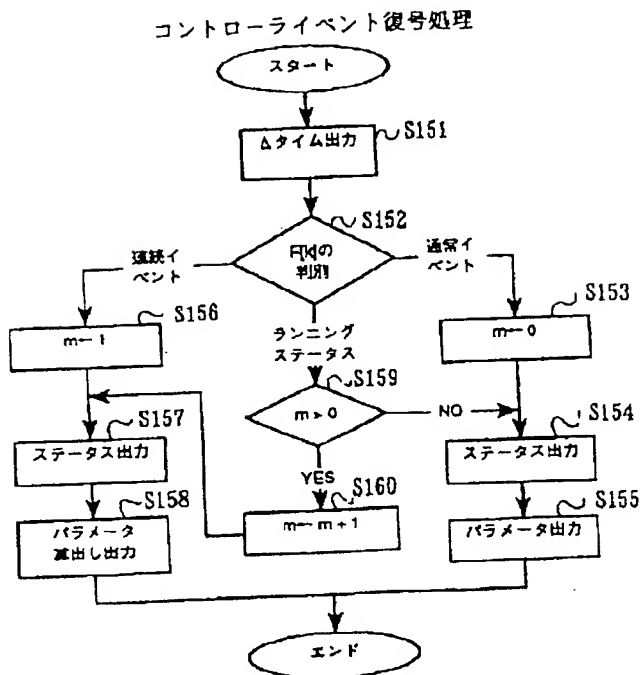 コントローライベント復号処理
スタート
Δタイム出力
S151
S152
F[k]の
判別
連続イ
ベント
通常イ
ベント
S156
m←1
ランニング
ステータス
S153
m←0
S159
m>0
NO
S157
ステータス出力
S154
ステータス出力
YES
S158
パラメータ
算出し出力
S160
m←m+1
S155
パラメータ出力
エンド